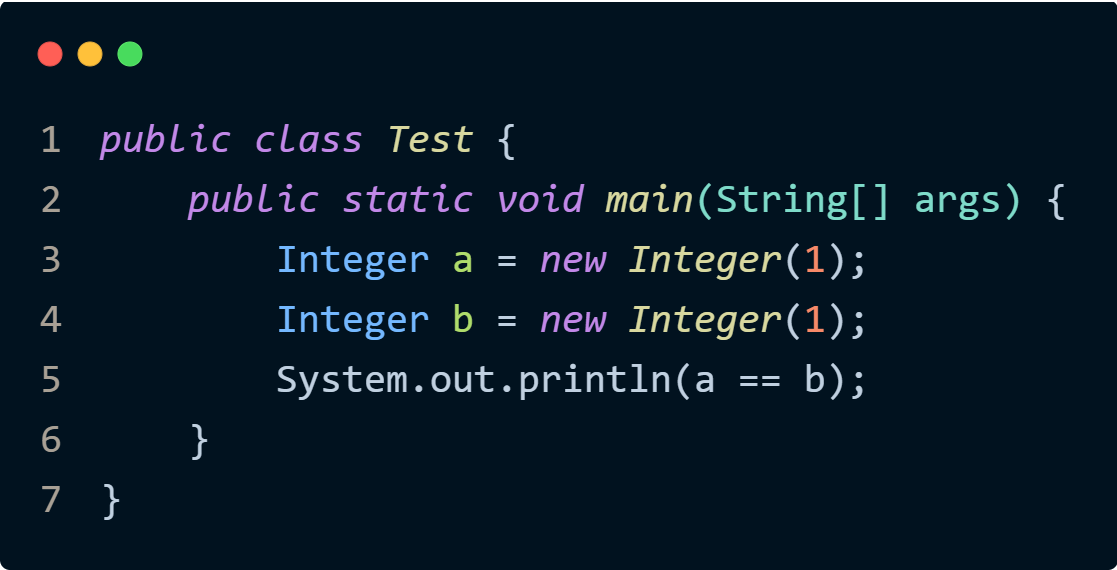 1 public class Test {
2     public static void main(String[] args) {
3         Integer a = new Integer(1);
4         Integer b = new Integer(1);
5         System.out.println(a == b);
6     }
7 }